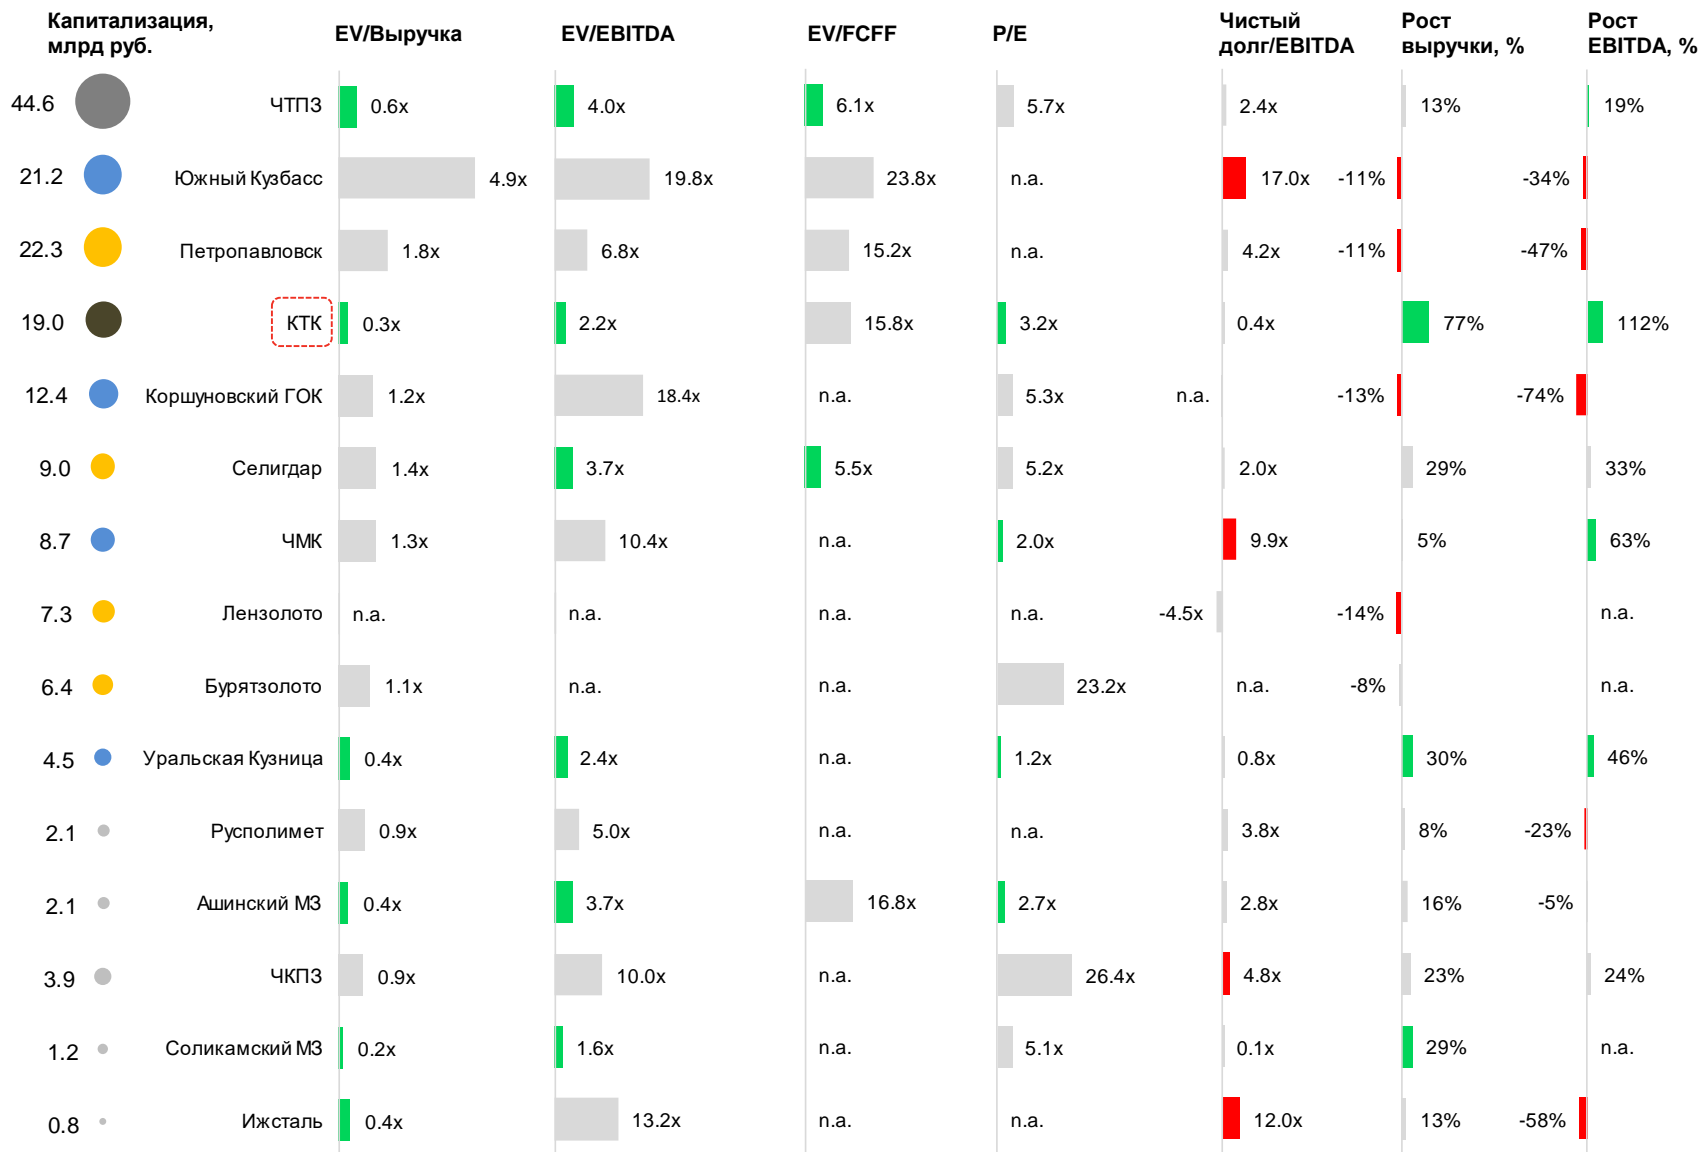 Капитализация, млрд руб. EV/Выручка EV/EBITDA EV/FCFF P/E Чистый долг/EBITDA Рост выручки, % Рост EBITDA, %
44.6 ЧТПЗ 0.6x 4.0x 6.1x 5.7x 2.4x 13% 19%
21.2 Южный Кузбасс 4.9x 19.8x 23.8x n.a. 17.0x -11% -34%
22.3 Петропавловск 1.8x 6.8x 15.2x n.a. 4.2x -11% -47%
19.0 КТК 0.3x 2.2x 15.8x 3.2x 0.4x 77% 112%
12.4 Коршуновский ГОК 1.2x 18.4x n.a. 5.3x n.a. -13% -74%
9.0 Селигдар 1.4x 3.7x 5.5x 5.2x 2.0x 29% 33%
8.7 ЧМК 1.3x 10.4x n.a. 2.0x 9.9x 5% 63%
7.3 Лензолото n.a. n.a. n.a. n.a. -4.5x -14% n.a.
6.4 Бурятзолото 1.1x n.a. n.a. 23.2x n.a. -8% n.a.
4.5 Уральская Кузница 0.4x 2.4x n.a. 1.2x 0.8x 30% 46%
2.1 Русполимет 0.9x 5.0x n.a. n.a. 3.8x 8% -23%
2.1 Ашинский МЗ 0.4x 3.7x 16.8x 2.7x 2.8x 16% -5%
3.9 ЧКПЗ 0.9x 10.0x n.a. 26.4x 4.8x 23% 24%
1.2 Соликамский МЗ 0.2x 1.6x n.a. 5.1x 0.1x 29% n.a.
0.8 Ижсталь 0.4x 13.2x n.a. n.a. 12.0x 13% -58%